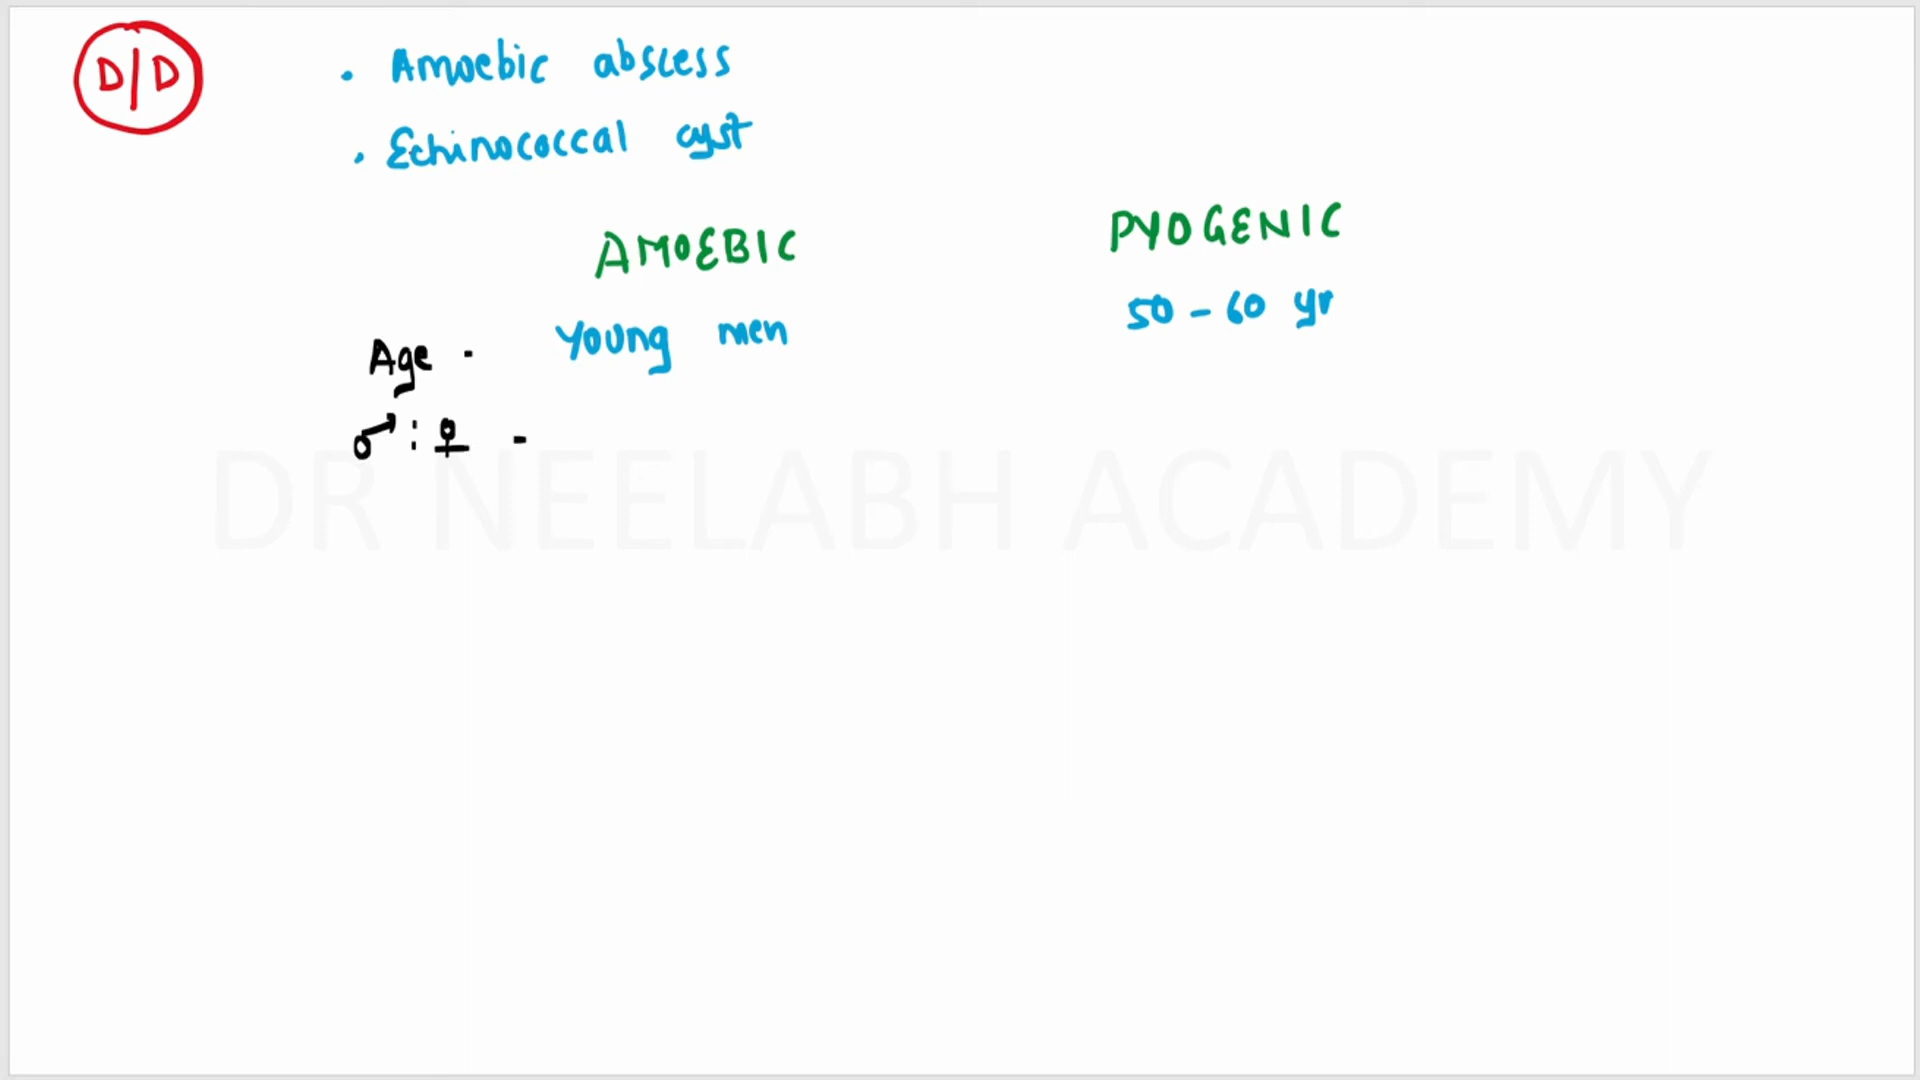 D/D
. Amoebic abscess
. Echinococcal cyst
AMOEBIC PYOGENIC
Age - Young men 50 - 60 yr
♂ : ♀ -
DR NEELABH ACADEMY